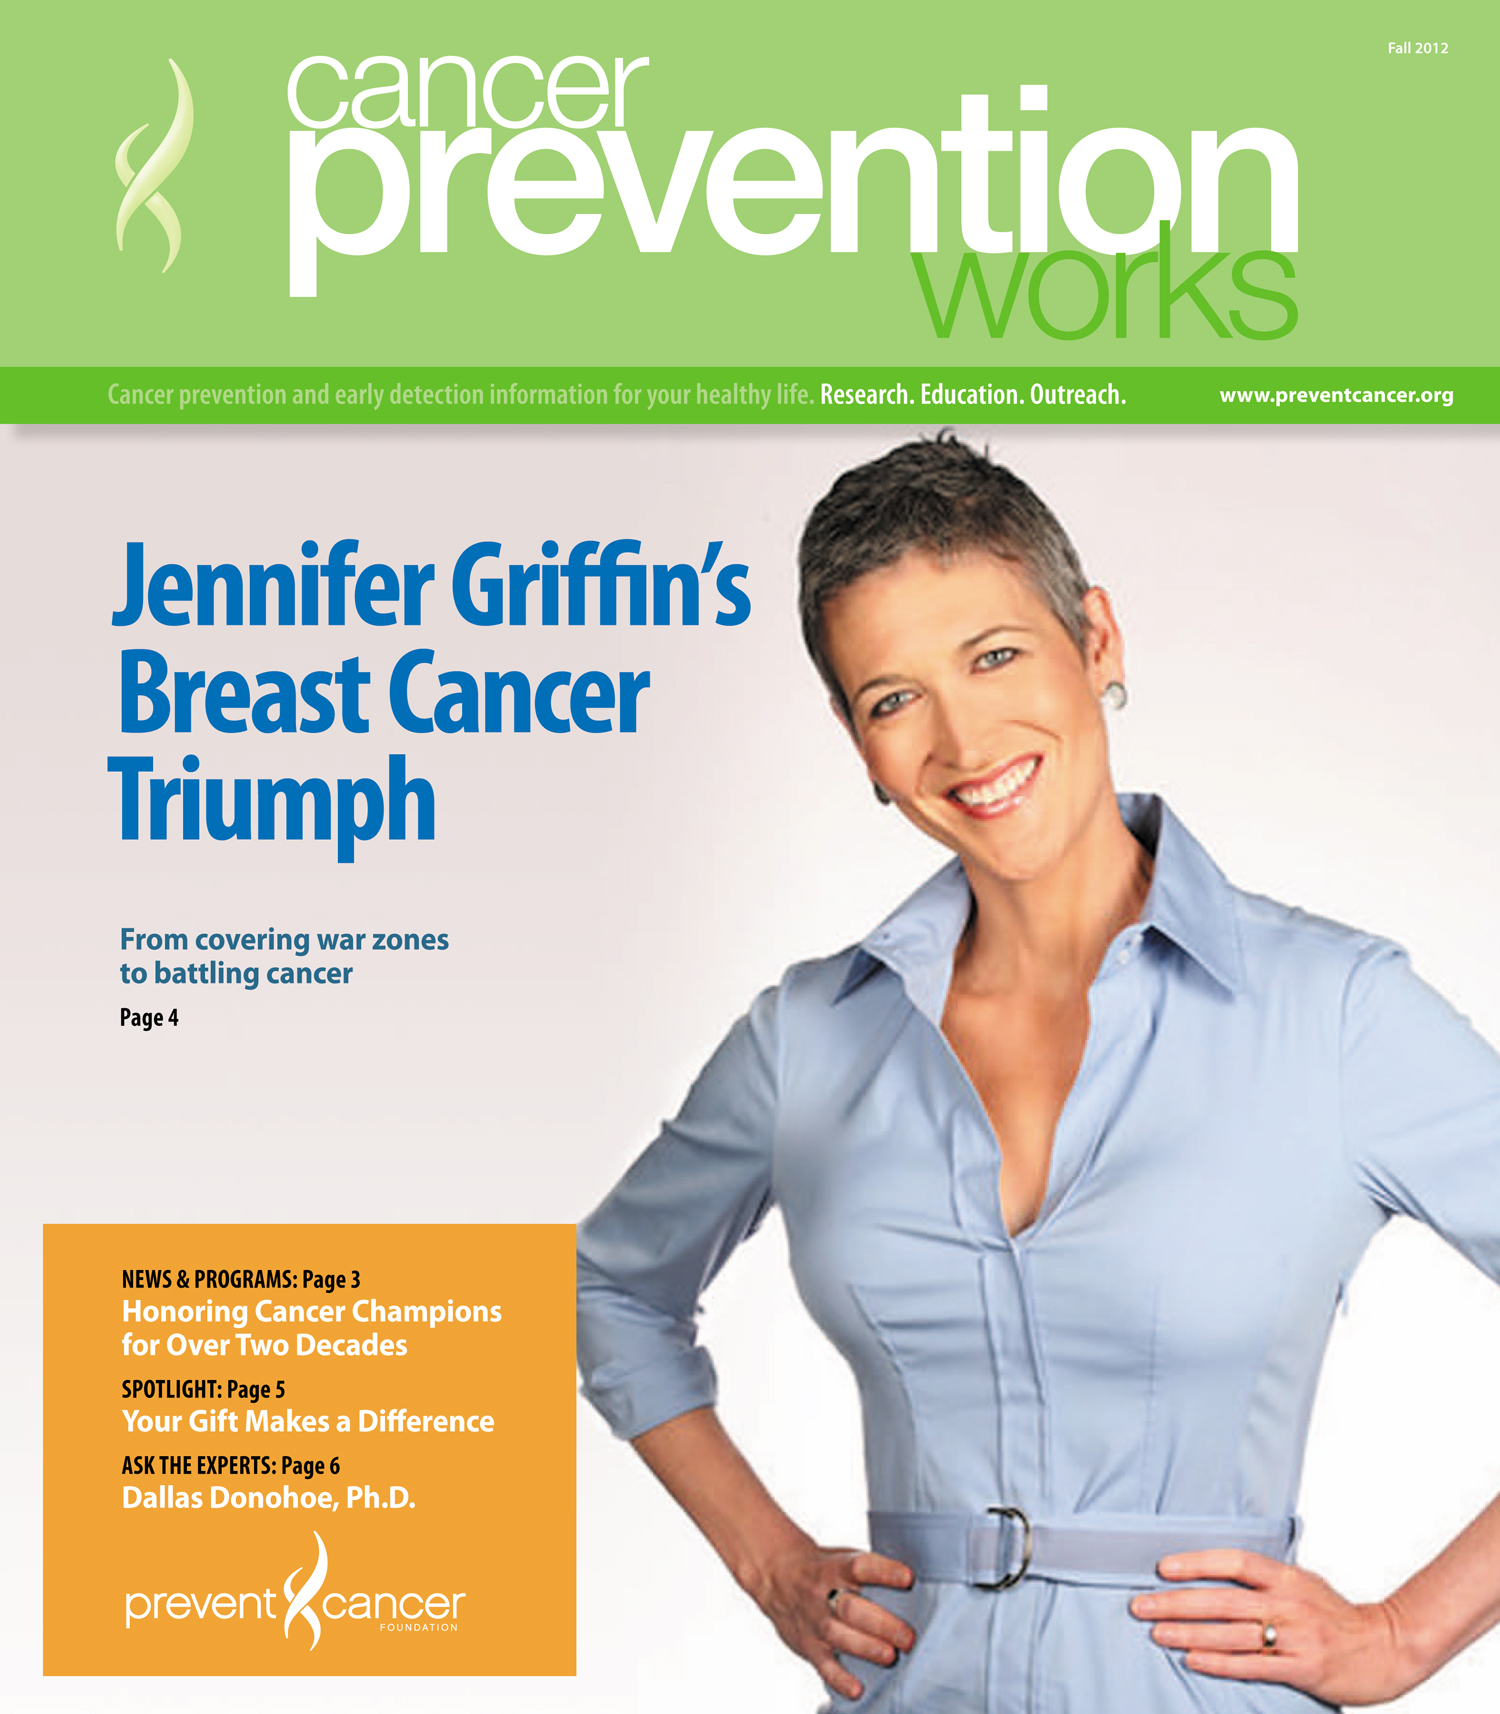 Fall 2012
cancer
prevention
works
Cancer prevention and early detection information for your healthy life. Research. Education. Outreach. www.preventcancer.org
Jennifer Griffin’s
Breast Cancer
Triumph
From covering war zones
to battling cancer
Page 4
NEWS & PROGRAMS: Page 3
Honoring Cancer Champions
for Over Two Decades
SPOTLIGHT: Page 5
Your Gift Makes a Difference
ASK THE EXPERTS: Page 6
Dallas Donohoe, Ph.D.
prevent cancer
FOUNDATION